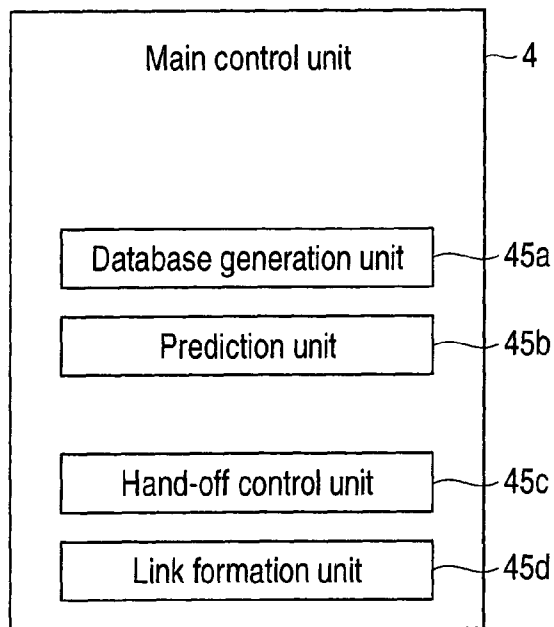 Main control unit 4
Database generation unit 45a
Prediction unit 45b
Hand-off control unit 45c
Link formation unit 45d